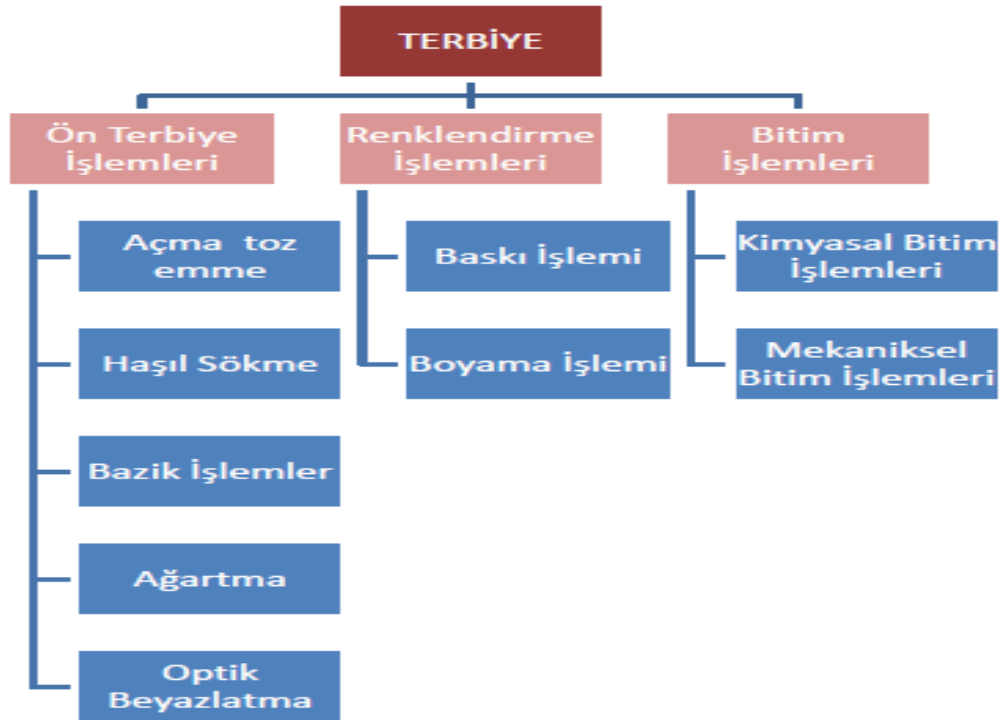 TERBİYE
Ön Terbiye
İşlemleri
Renklendirme
İşlemleri
Bitim
İşlemleri
Açma toz
emme
Haşıl Sökme
Bazik İşlemler
Ağartma
Optik
Beyazlatma
Baskı İşlemi
Boyama İşlemi
Kimyasal Bitim
İşlemleri
Mekaniksel
Bitim İşlemleri